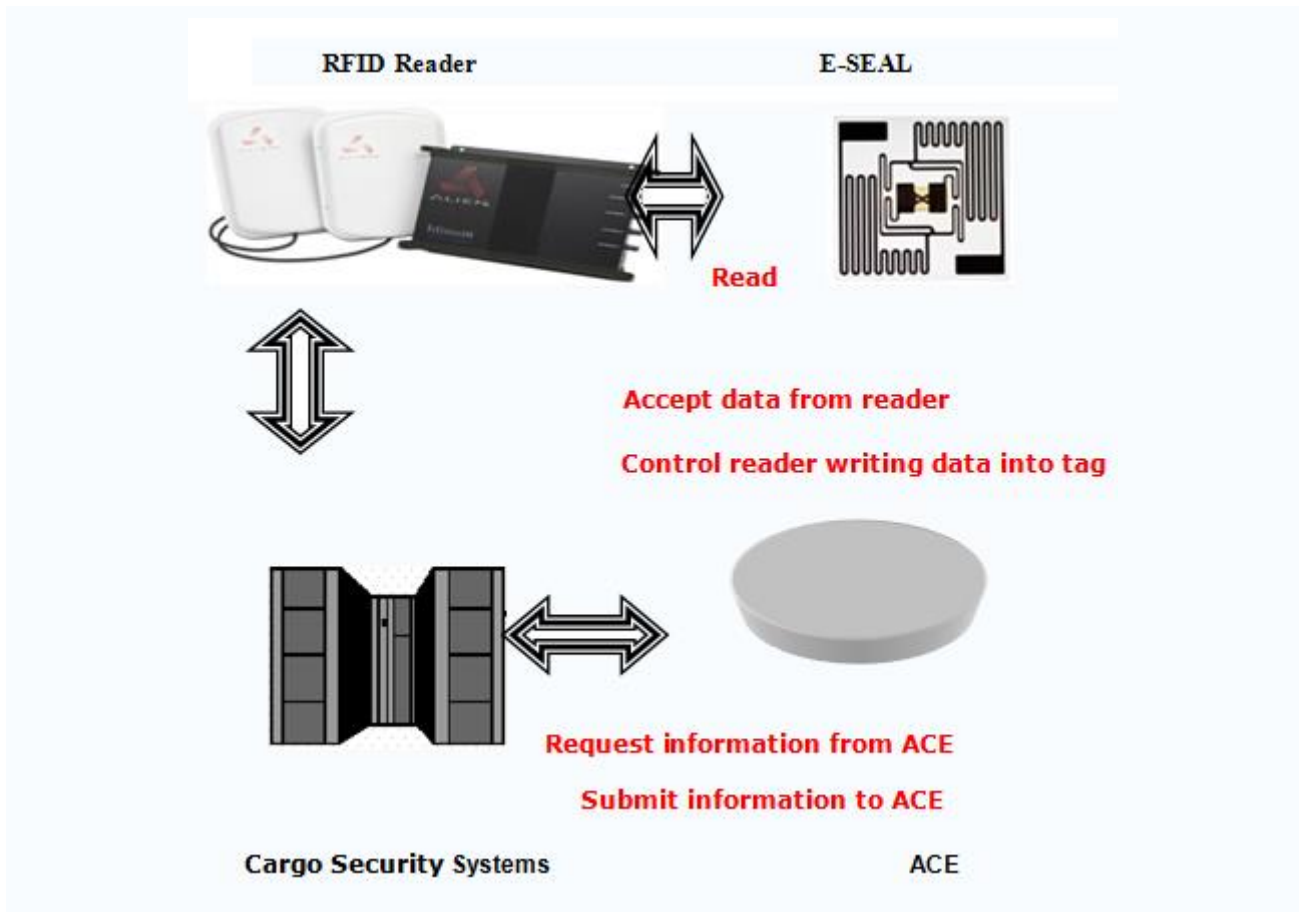 RFID Reader E-SEAL
ALIEN
Read
Accept data from reader
Control reader writing data into tag
Request information from ACE
Submit information to ACE
Cargo Security Systems ACE